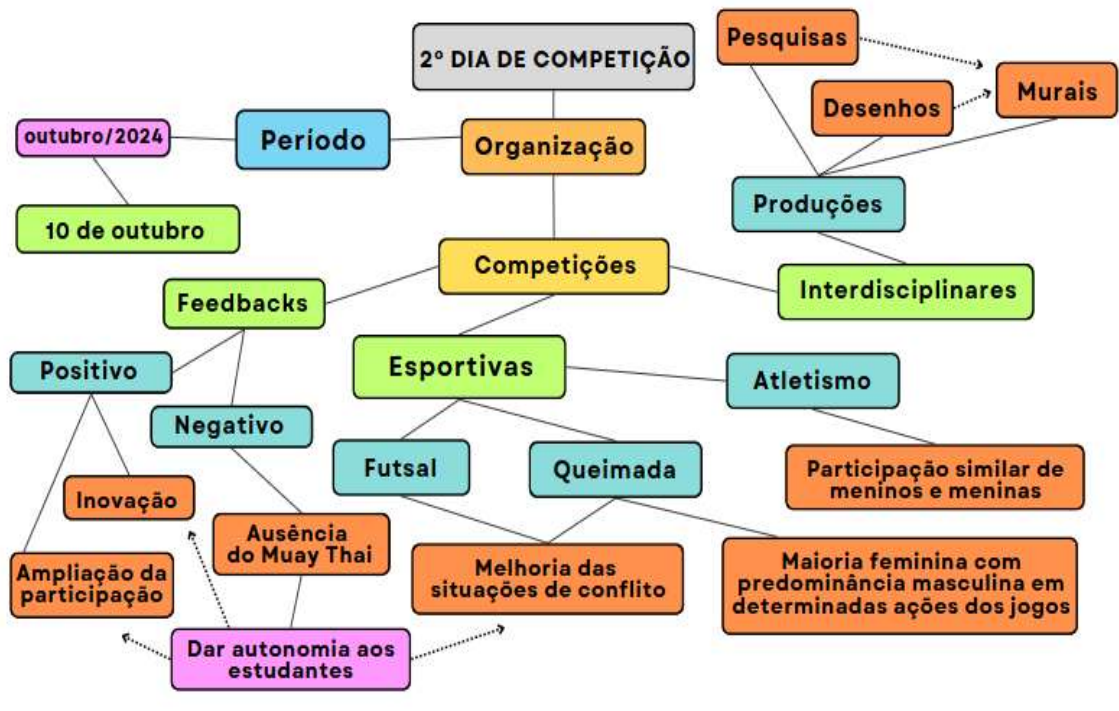 2º DIA DE COMPETIÇÃO
Pesquisas
Desenhos
Murais
outubro/2024
Período
Organização
Produções
10 de outubro
Competições
Interdisciplinares
Feedbacks
Esportivas
Atletismo
Positivo
Negativo
Futsal
Queimada
Participação similar de
meninos e meninas
Inovação
Ausência
do Muay Thai
Ampliação da
participação
Melhoria das
situações de conflito
Maioria feminina com
predominância masculina em
determinadas ações dos jogos
Dar autonomia aos
estudantes